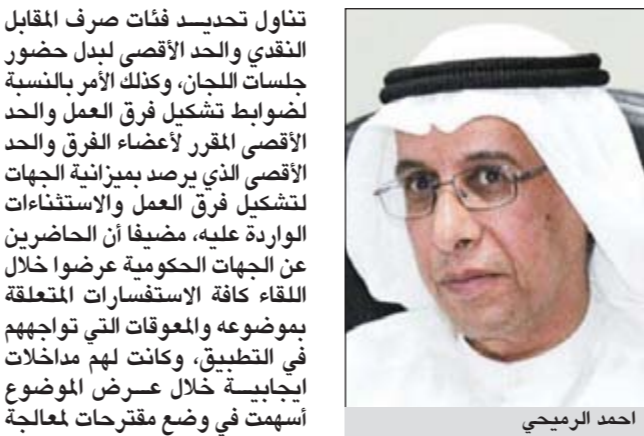 تناول تحديد فئات صرف المقابل
النقدي والحد الأقصى لبدل حضور
جلسات اللجان، وكذلك الأمر بالنسبة
لضوابط تشكيل فرق العمل والحد
الأقصى المقرر لأعضاء الفرق والحد
الأقصى الذي يرصد بميزانية الجهات
لتشكيل فرق العمل والاستثناءات
الواردة عليه، مضيفا أن الحاضرين
عن الجهات الحكومية عرضوا خلال
اللقاء كافة الاستفسارات المتعلقة
بموضوعه والمعوقات التي تواجههم
في التطبيق، وكانت لهم مداخلات
ايجابية خلال عرض الموضوع
أسهمت في وضع مقترحات لمعالجة
احمد الرميحي